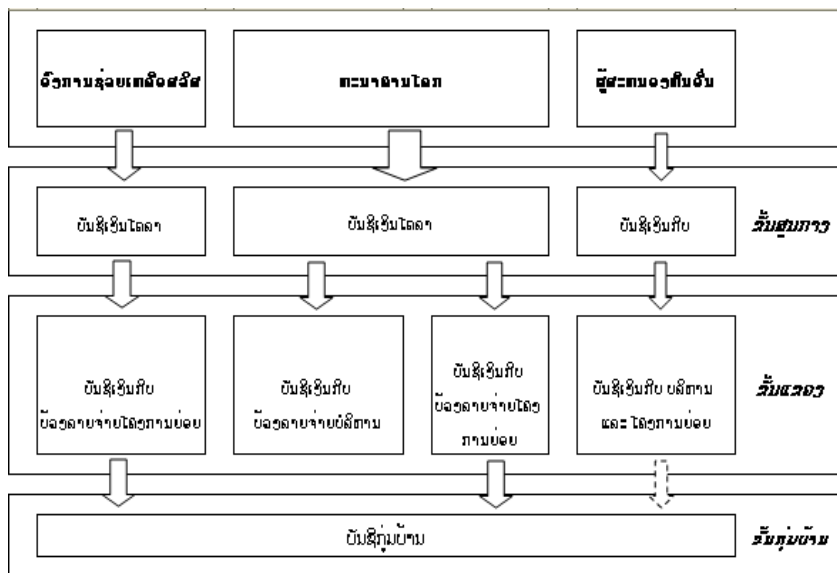 ອົງການຊ່ວຍເຫລືອສວິສ
ທະນາຄານໂລກ
ຜູ້ສະຫນອງທຶນອື່ນ
ບັນຊີເງິນໂດລາ
ບັນຊີເງິນໂດລາ
ບັນຊີເງິນກີບ
ຂັ້ນສູນກາງ
ບັນຊີເງິນກີບ
ບ້ວງລາຍຈ່າຍໂຄງການຍ່ອຍ
ບັນຊີເງິນກີບ
ບ້ວງລາຍຈ່າຍບໍລິຫານ
ບັນຊີເງິນກີບ
ບ້ວງລາຍຈ່າຍໂຄງ
ການຍ່ອຍ
ບັນຊີເງິນກີບ ບລິຫານ
ແລະ ໂຄງການຍ່ອຍ
ຂັ້ນແຂວງ
ບັນຊີກຸ່ມບ້ານ
ຂັ້ນກຸ່ມບ້ານ